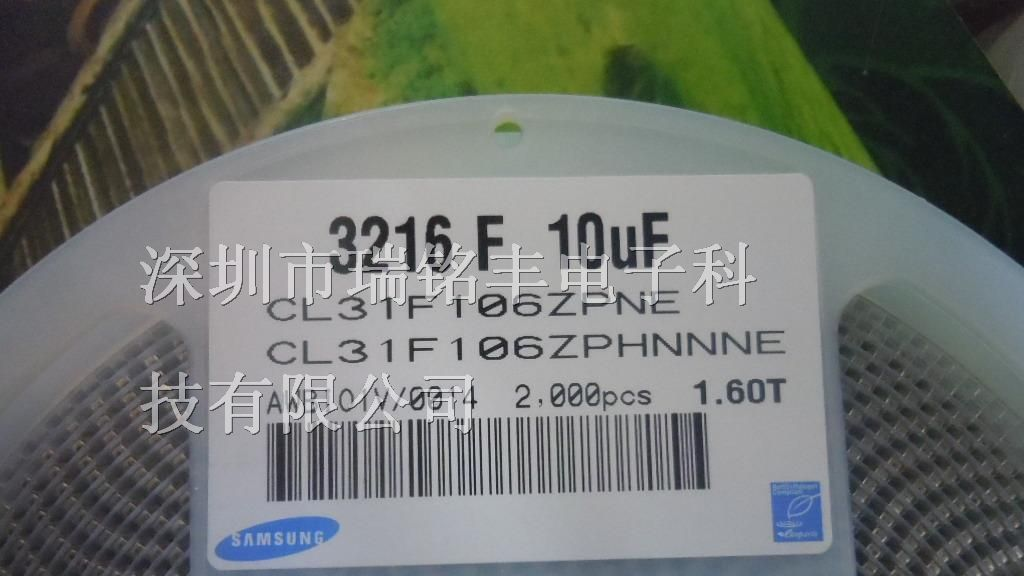 3216 F 10uF
深圳市瑞铭丰电子科
CL31F106ZPNE
CL31F106ZPHNNNE
技有限公司
2,000pcs 1.60T
SAMSUNG